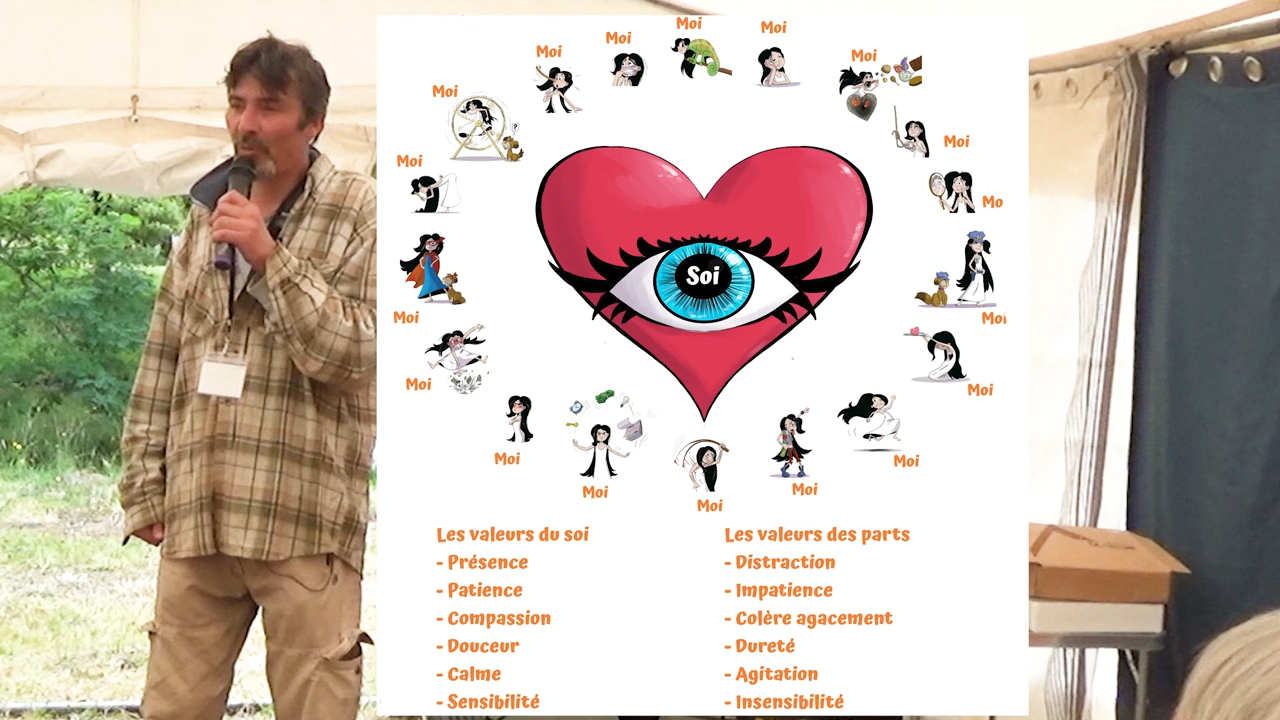 Moi
Moi
Moi
Moi
Moi
Moi
?
Moi
Moi
Mo
Soi
Moi
Moi
Moi
Moi
Moi
Moi
Moi
Moi
Moi
Les valeurs du soi
- Présence
- Patience
- Compassion
- Douceur
- Calme
- Sensibilité
Les valeurs des parts
- Distraction
- Impatience
- Colère agacement
- Dureté
- Agitation
- Insensibilité